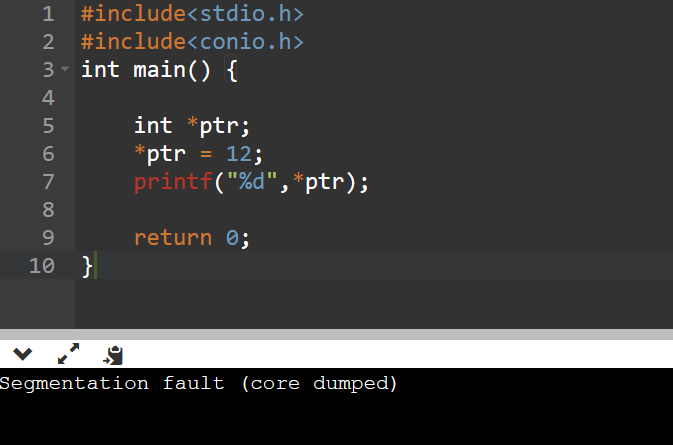 1 #include<stdio.h>
2 #include<conio.h>
3 int main() {
4
5 int *ptr;
6 *ptr = 12;
7 printf("%d",*ptr);
8
9 return 0;
10 }
Segmentation fault (core dumped)